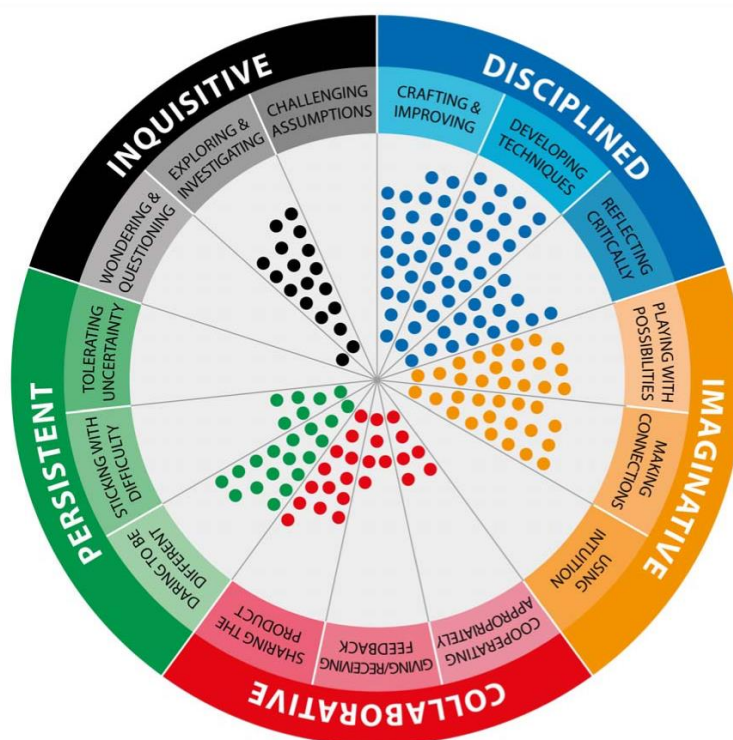 INQUISITIVE
WONDERING &
QUESTIONING
EXPLORING &
INVESTIGATING
CHALLENGING
ASSUMPTIONS
DISCIPLINED
CRAFTING &
IMPROVING
DEVELOPING
TECHNIQUES
REFLECTING
CRITICALLY
IMAGINATIVE
PLAYING WITH
POSSIBILITIES
MAKING
CONNECTIONS
USING
INTUITION
COLLABORATIVE
COOPERATING
APPROPRIATELY
GIVING/RECEIVING
FEEDBACK
SHARING THE
PRODUCT
PERSISTENT
DARING TO BE
DIFFERENT
STICKING WITH
DIFFICULTY
TOLERATING
UNCERTAINTY